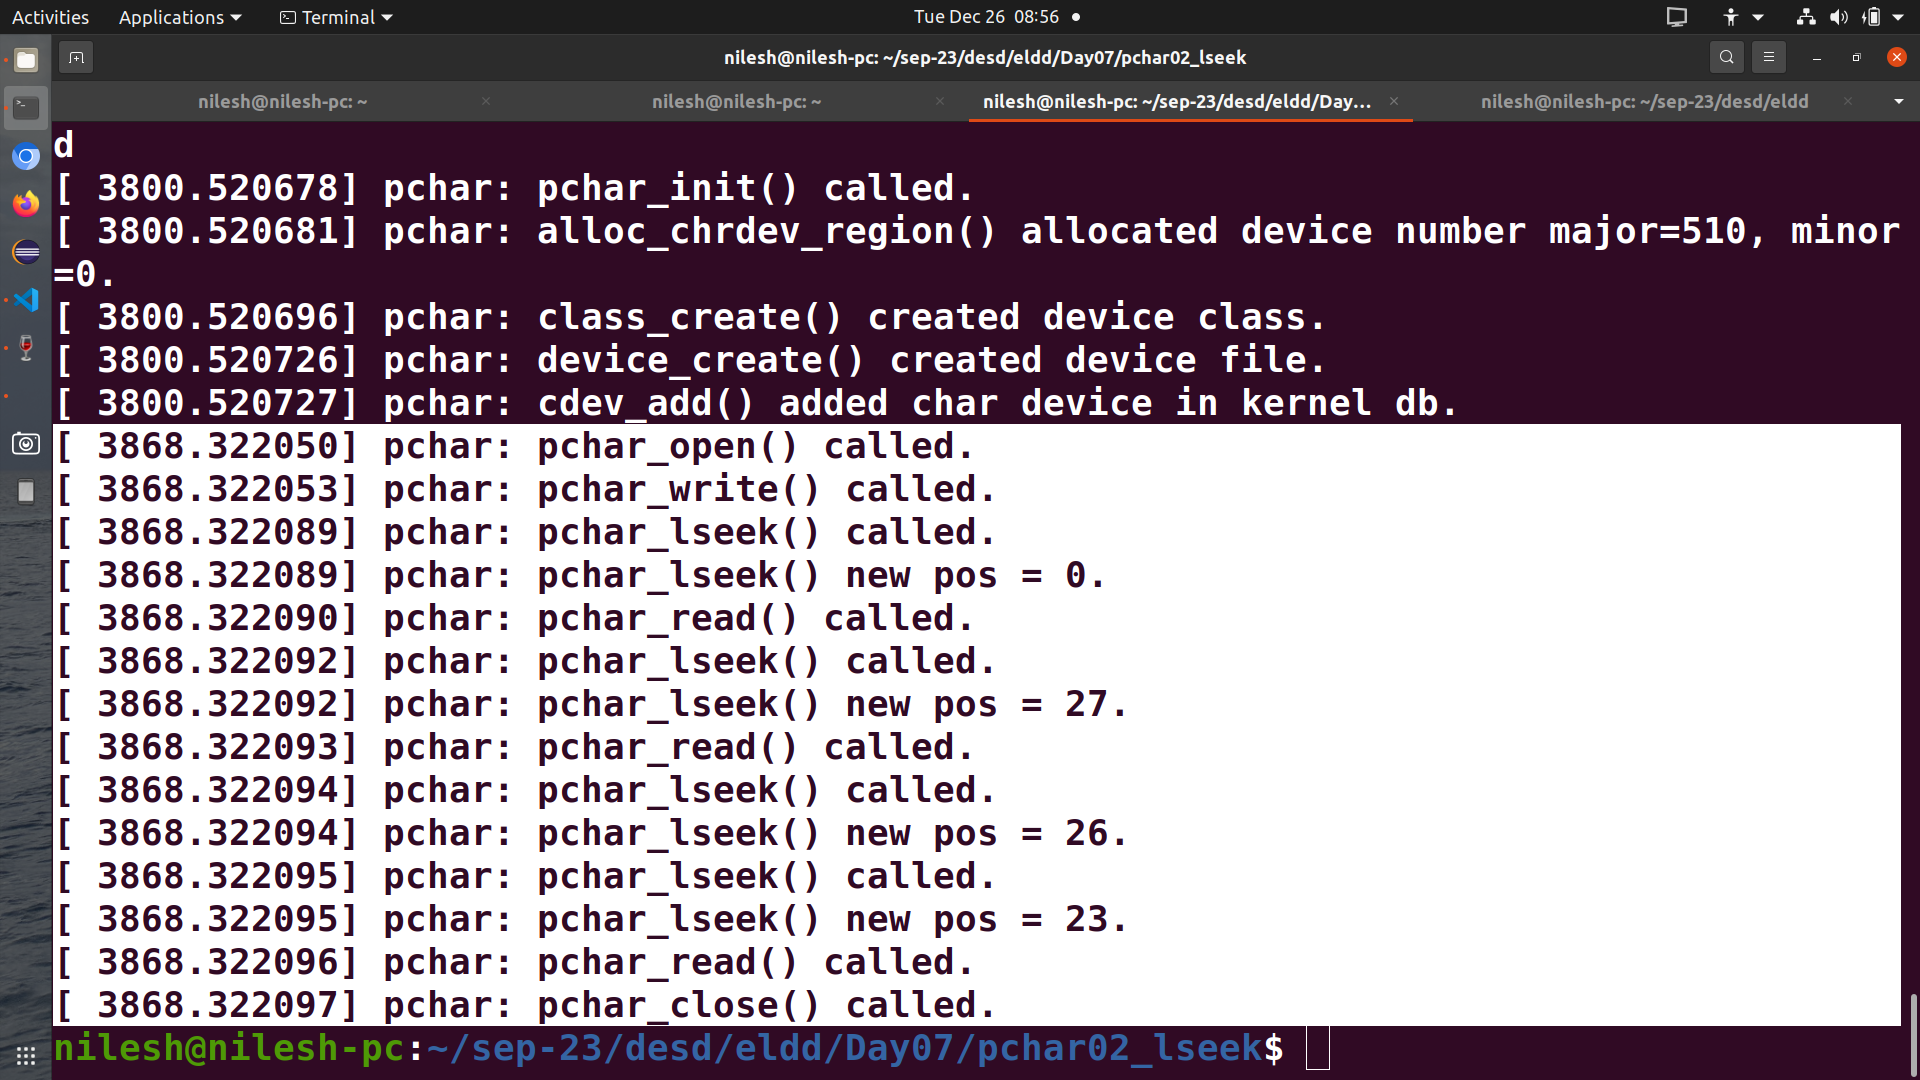 Activities Applications Terminal Tue Dec 26 08:56
nilesh@nilesh-pc: ~/sep-23/desd/eldd/Day07/pchar02_lseek
nilesh@nilesh-pc: ~ nilesh@nilesh-pc: ~ nilesh@nilesh-pc: ~/sep-23/desd/eldd/Day... nilesh@nilesh-pc: ~/sep-23/desd/eldd
d
[ 3800.520678] pchar: pchar_init() called.
[ 3800.520681] pchar: alloc_chrdev_region() allocated device number major=510, minor
=0.
[ 3800.520696] pchar: class_create() created device class.
[ 3800.520726] pchar: device_create() created device file.
[ 3800.520727] pchar: cdev_add() added char device in kernel db.
[ 3868.322050] pchar: pchar_open() called.
[ 3868.322053] pchar: pchar_write() called.
[ 3868.322089] pchar: pchar_lseek() called.
[ 3868.322089] pchar: pchar_lseek() new pos = 0.
[ 3868.322090] pchar: pchar_read() called.
[ 3868.322092] pchar: pchar_lseek() called.
[ 3868.322092] pchar: pchar_lseek() new pos = 27.
[ 3868.322093] pchar: pchar_read() called.
[ 3868.322094] pchar: pchar_lseek() called.
[ 3868.322094] pchar: pchar_lseek() new pos = 26.
[ 3868.322095] pchar: pchar_lseek() called.
[ 3868.322095] pchar: pchar_lseek() new pos = 23.
[ 3868.322096] pchar: pchar_read() called.
[ 3868.322097] pchar: pchar_close() called.
nilesh@nilesh-pc:~/sep-23/desd/eldd/Day07/pchar02_lseek$